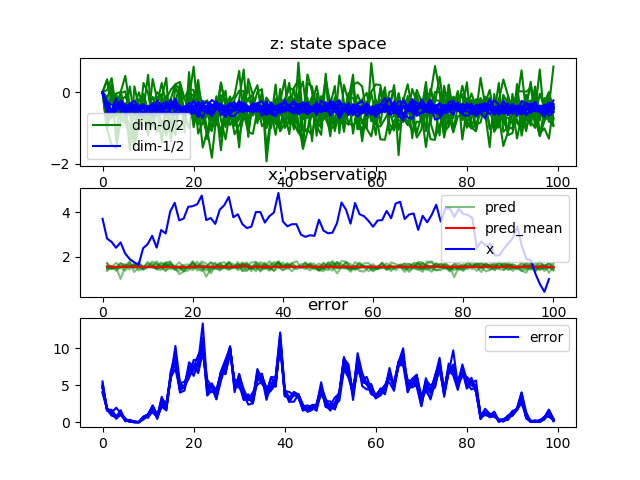 z: state space
0
−2
dim-0/2
dim-1/2
0 20 40 60 80 100
x: observation
4
2
pred
pred_mean
x
0 20 40 60 80 100
error
10
5
0
error
0 20 40 60 80 100